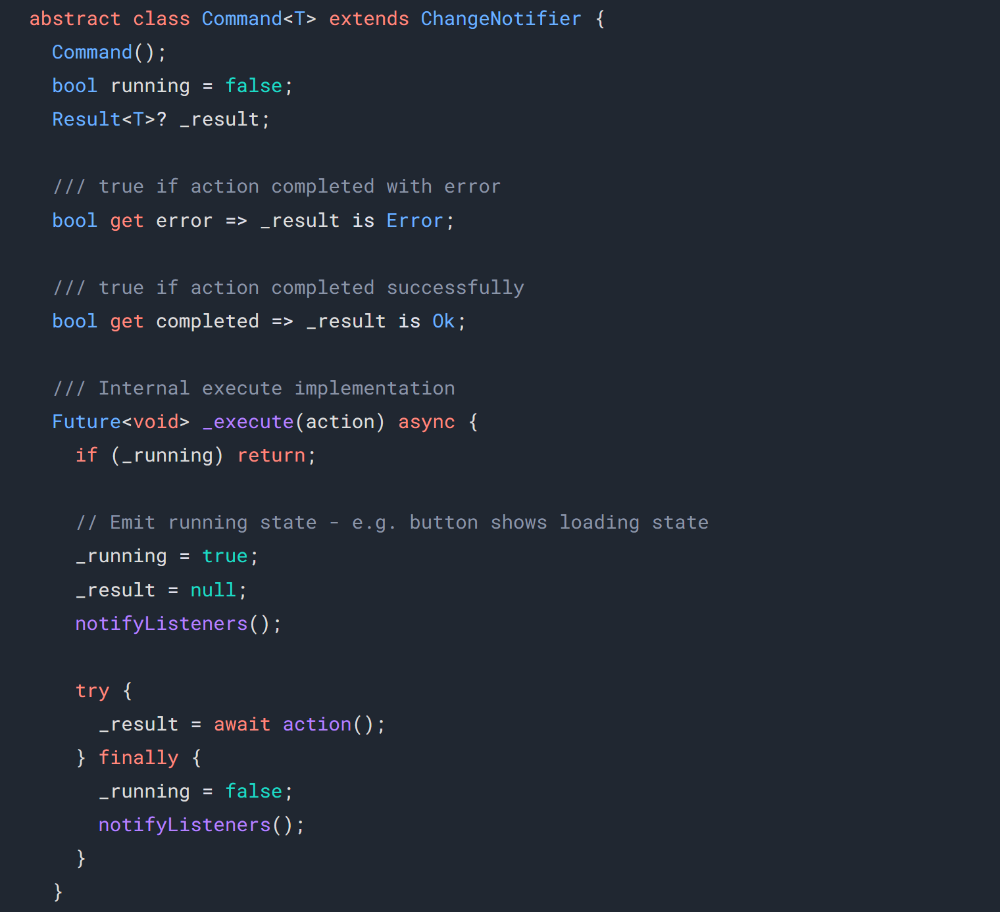 abstract class Command<T> extends ChangeNotifier {
  Command();
  bool running = false;
  Result<T>? _result;

  /// true if action completed with error
  bool get error => _result is Error;

  /// true if action completed successfully
  bool get completed => _result is Ok;

  /// Internal execute implementation
  Future<void> _execute(action) async {
    if (_running) return;

    // Emit running state - e.g. button shows loading state
    _running = true;
    _result = null;
    notifyListeners();

    try {
      _result = await action();
    } finally {
      _running = false;
      notifyListeners();
    }
  }